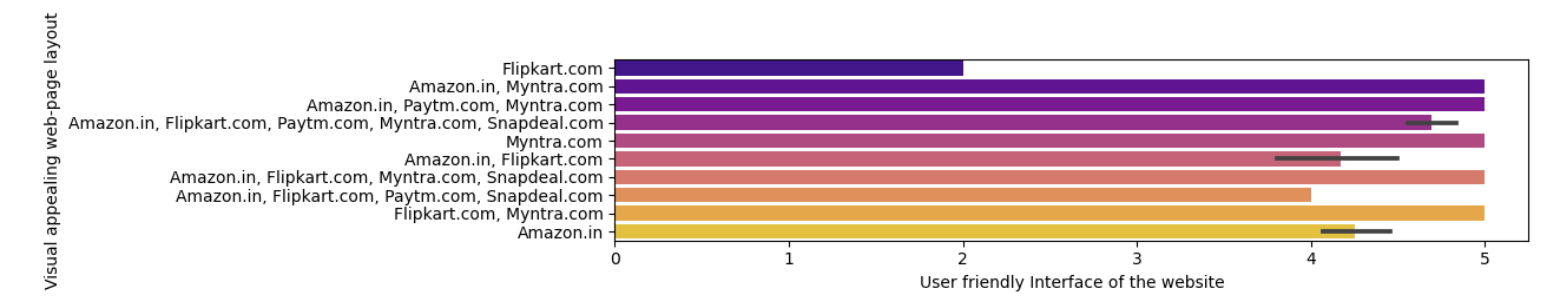 Visual appealing web-page layout
Flipkart.com
Amazon.in, Myntra.com
Amazon.in, Paytm.com, Myntra.com
Amazon.in, Flipkart.com, Paytm.com, Myntra.com, Snapdeal.com
Myntra.com
Amazon.in, Flipkart.com
Amazon.in, Flipkart.com, Myntra.com, Snapdeal.com
Amazon.in, Flipkart.com, Paytm.com, Snapdeal.com
Flipkart.com, Myntra.com
Amazon.in
0 1 2 3 4 5
User friendly Interface of the website